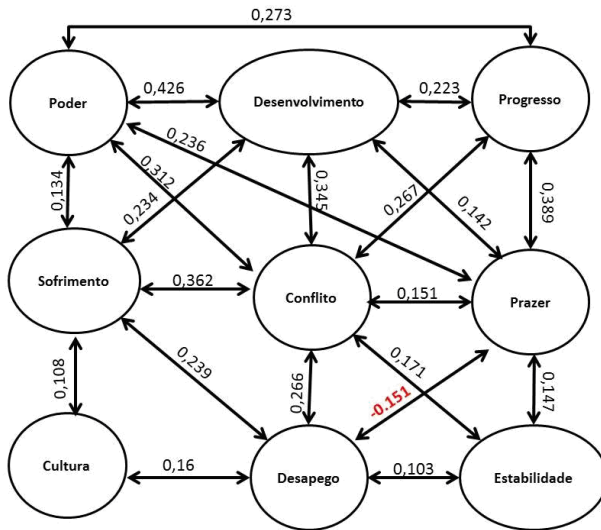 0,273
Poder
0,426
Desenvolvimento
0,223
Progresso
0,236
0,134
0,312
0,234
0,345
0,267
0,142
0,389
Sofrimento
0,362
Conflito
0,151
Prazer
0,108
0,239
0,266
0,171
-0.151
0,147
Cultura
0,16
Desapego
0,103
Estabilidade